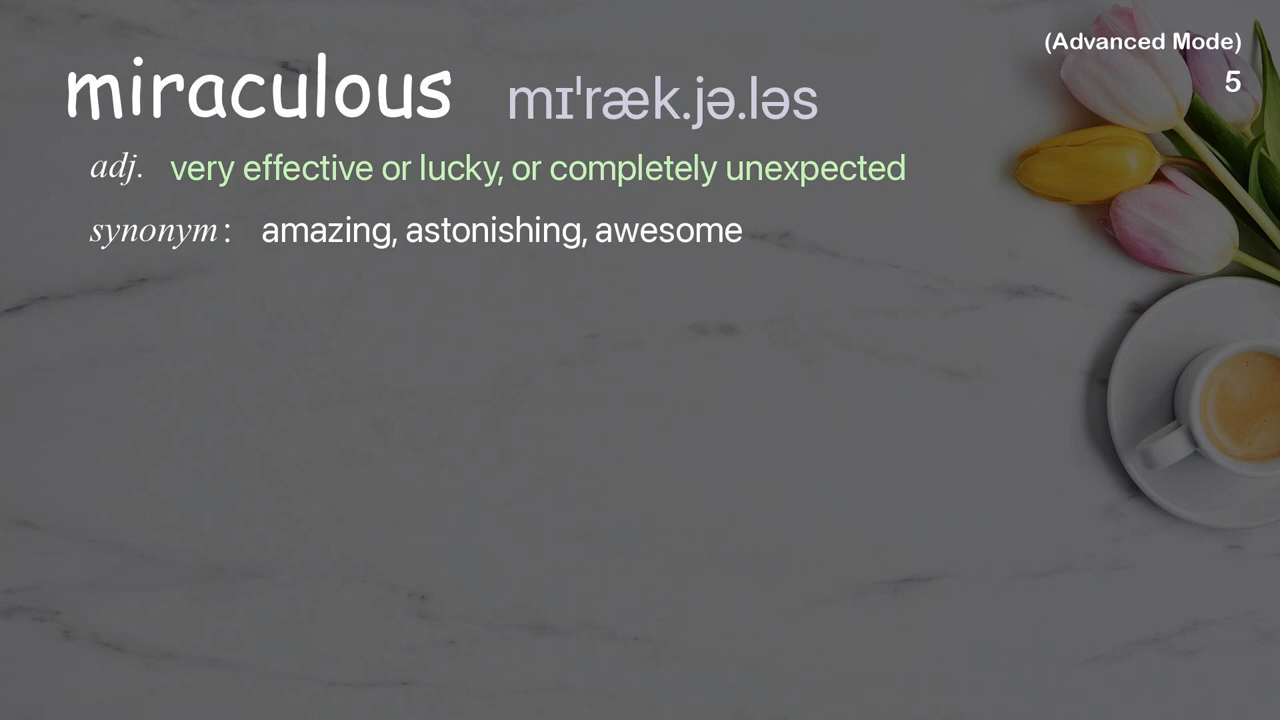 (Advanced Mode)
5
miraculous mɪˈræk.jə.ləs
adj. very effective or lucky, or completely unexpected
synonym: amazing, astonishing, awesome